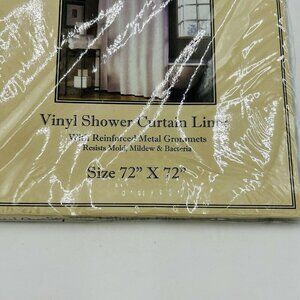 Vinyl Shower Curtain Liner
With Reinforced Metal Grommets
Resists Mold, Mildew & Bacteria
Size 72" X 72"